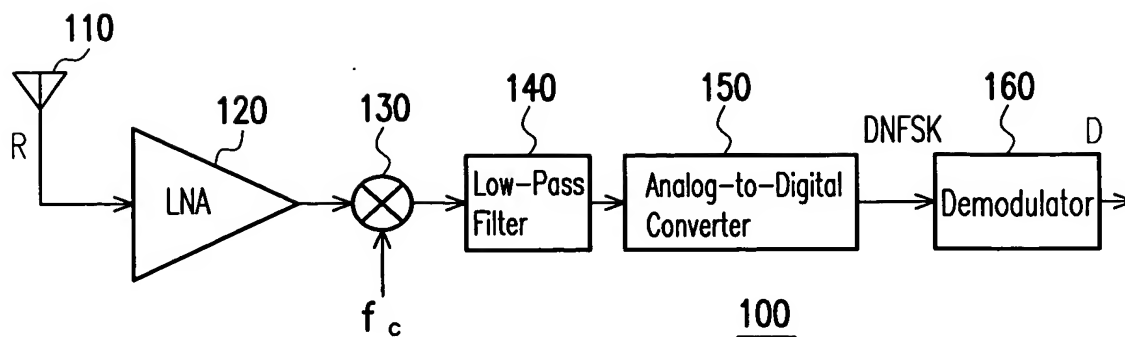 110
R
120
LNA
130
f c
140
Low-Pass
Filter
150
Analog-to-Digital
Converter
DNFSK
160
Demodulator
D
100